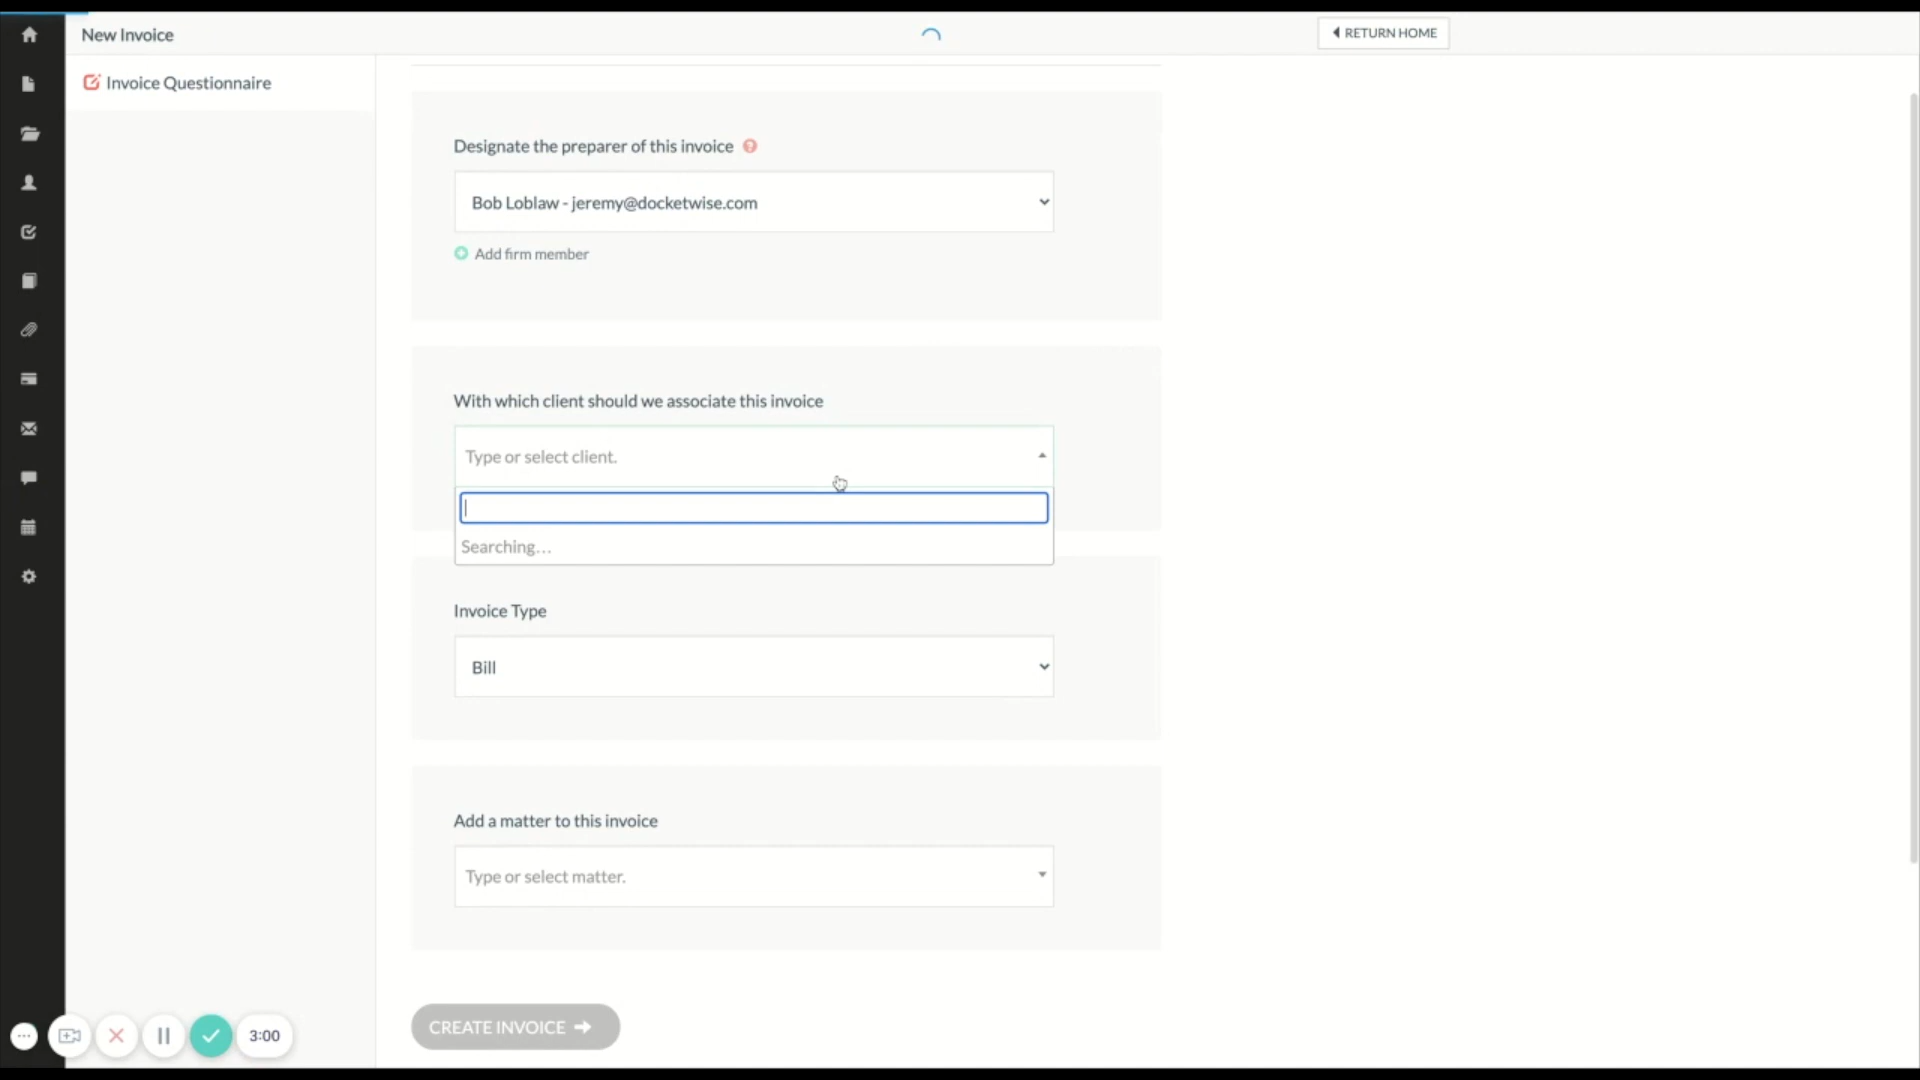 New Invoice
RETURN HOME
Invoice Questionnaire
Designate the preparer of this invoice
Bob Loblaw - jeremy@docketwise.com
Add firm member
With which client should we associate this invoice
Type or select client.
Searching…
Invoice Type
Bill
Add a matter to this invoice
Type or select matter.
CREATE INVOICE
3:00